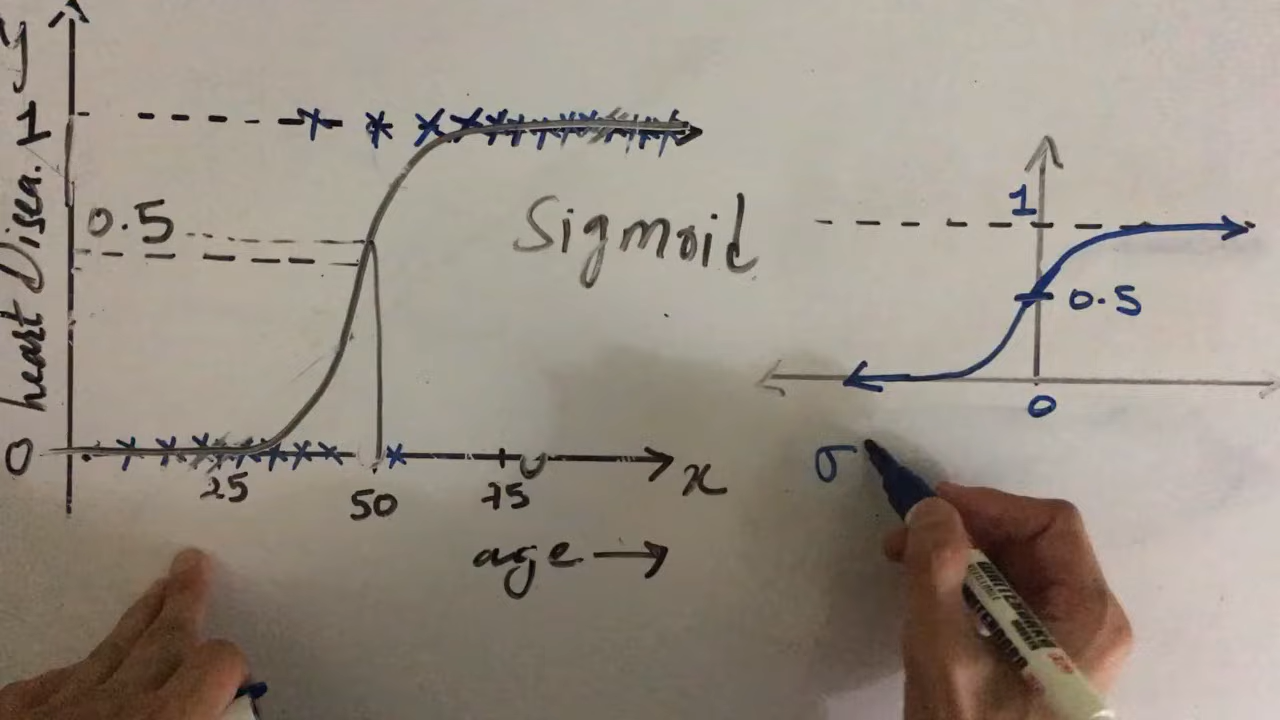 y
heart Disea.
1
0.5
0
25
50
75
x
age
Sigmoid
1
0.5
0
σ